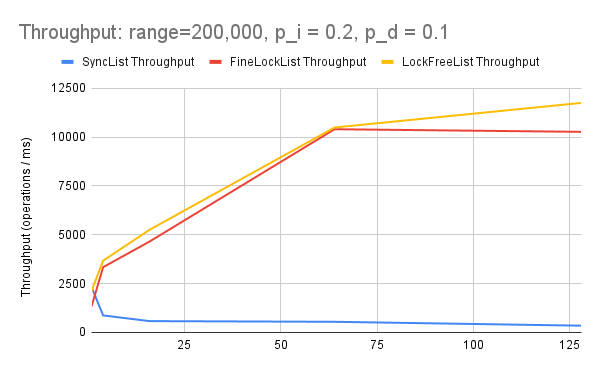 Throughput: range=200,000, p_i = 0.2, p_d = 0.1
SyncList Throughput FineLockList Throughput LockFreeList Throughput
Throughput (operations / ms)
12500
10000
7500
5000
2500
0
25 50 75 100 125